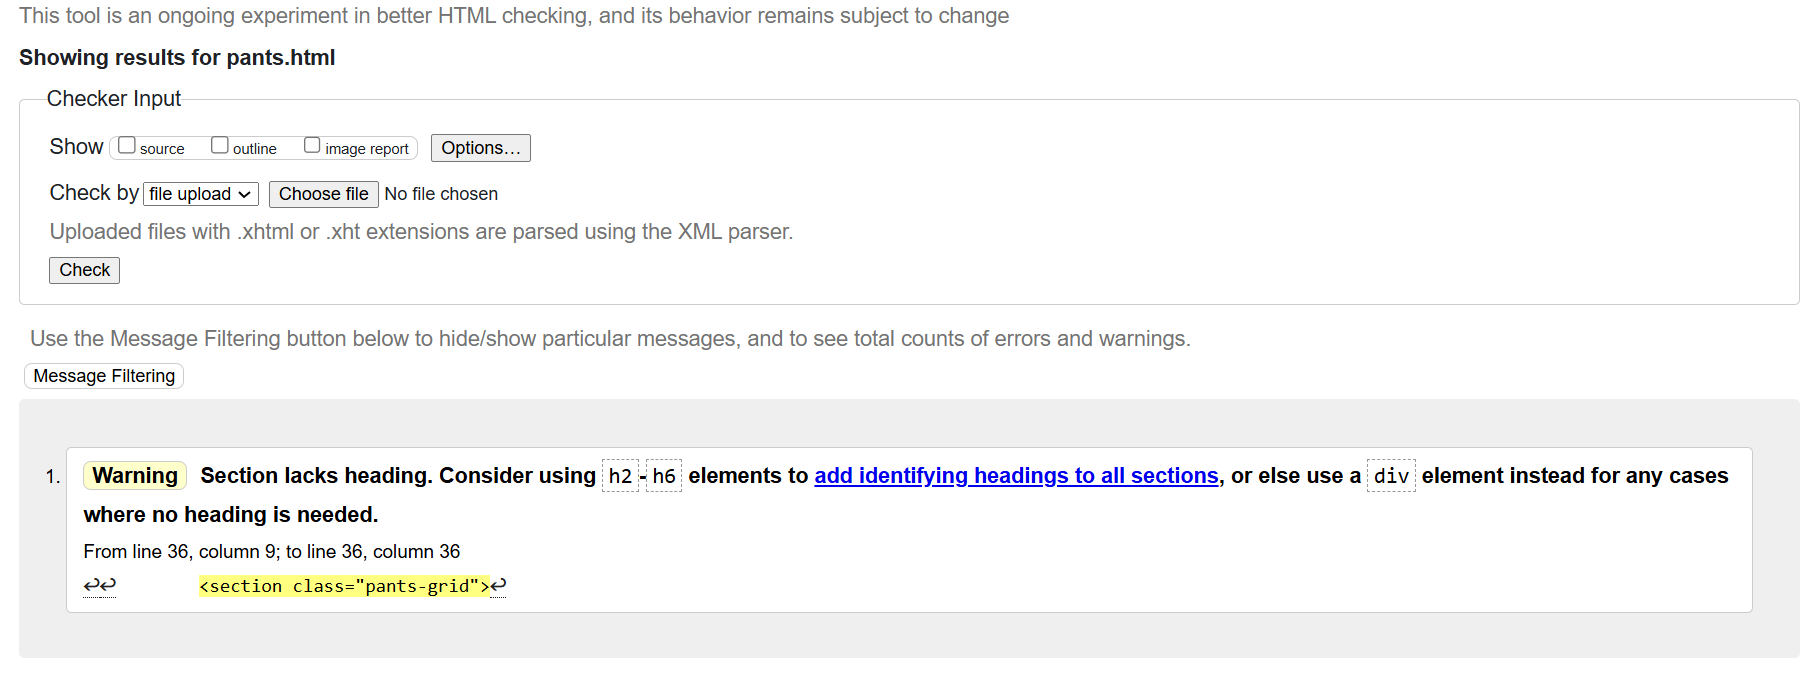 This tool is an ongoing experiment in better HTML checking, and its behavior remains subject to change
Showing results for pants.html
Checker Input
Show source outline image report Options...
Check by file upload Choose file No file chosen
Uploaded files with .xhtml or .xht extensions are parsed using the XML parser.
Check
Use the Message Filtering button below to hide/show particular messages, and to see total counts of errors and warnings.
Message Filtering
1. Warning Section lacks heading. Consider using h2-h6 elements to add identifying headings to all sections, or else use a div element instead for any cases
where no heading is needed.
From line 36, column 9; to line 36, column 36
↩↩ <section class="pants-grid">↩